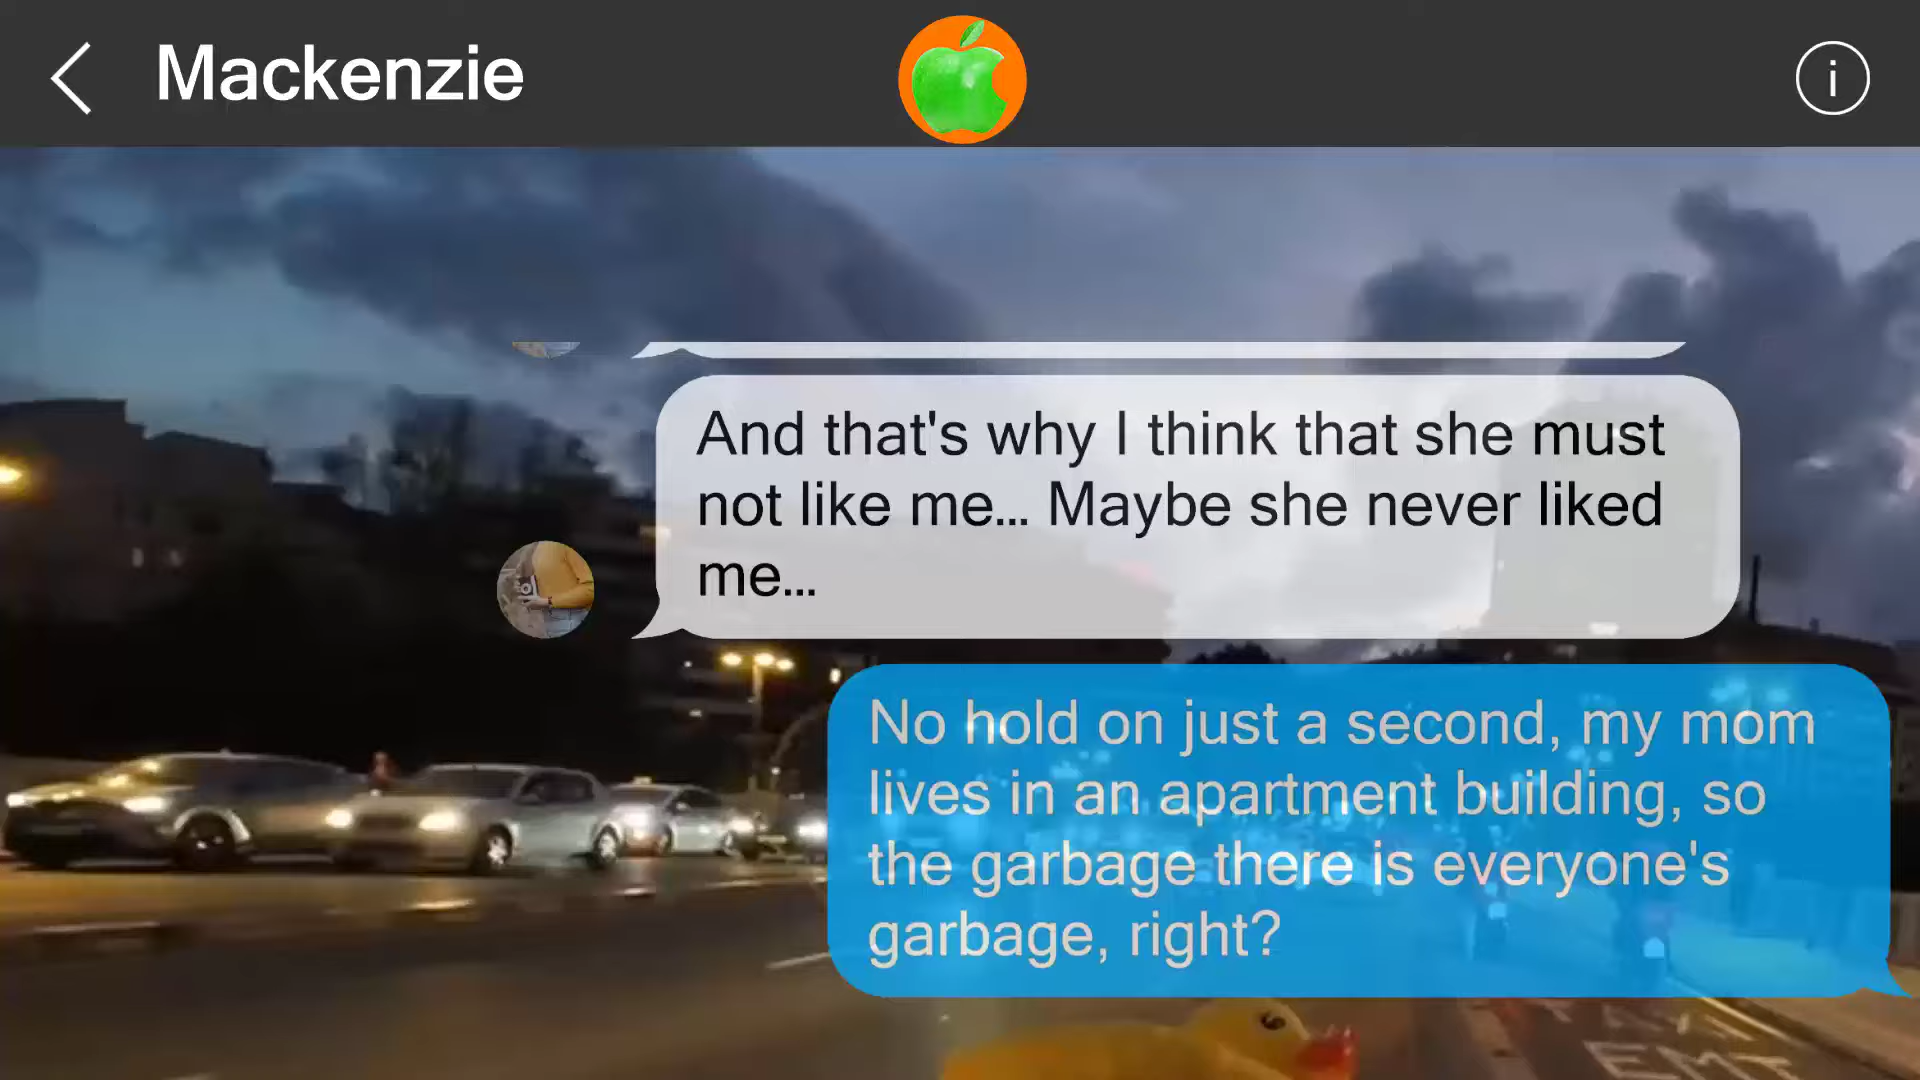 Mackenzie
i
And that's why I think that she must
not like me... Maybe she never liked
me...
No hold on just a second, my mom
lives in an apartment building, so
the garbage there is everyone's
garbage, right?